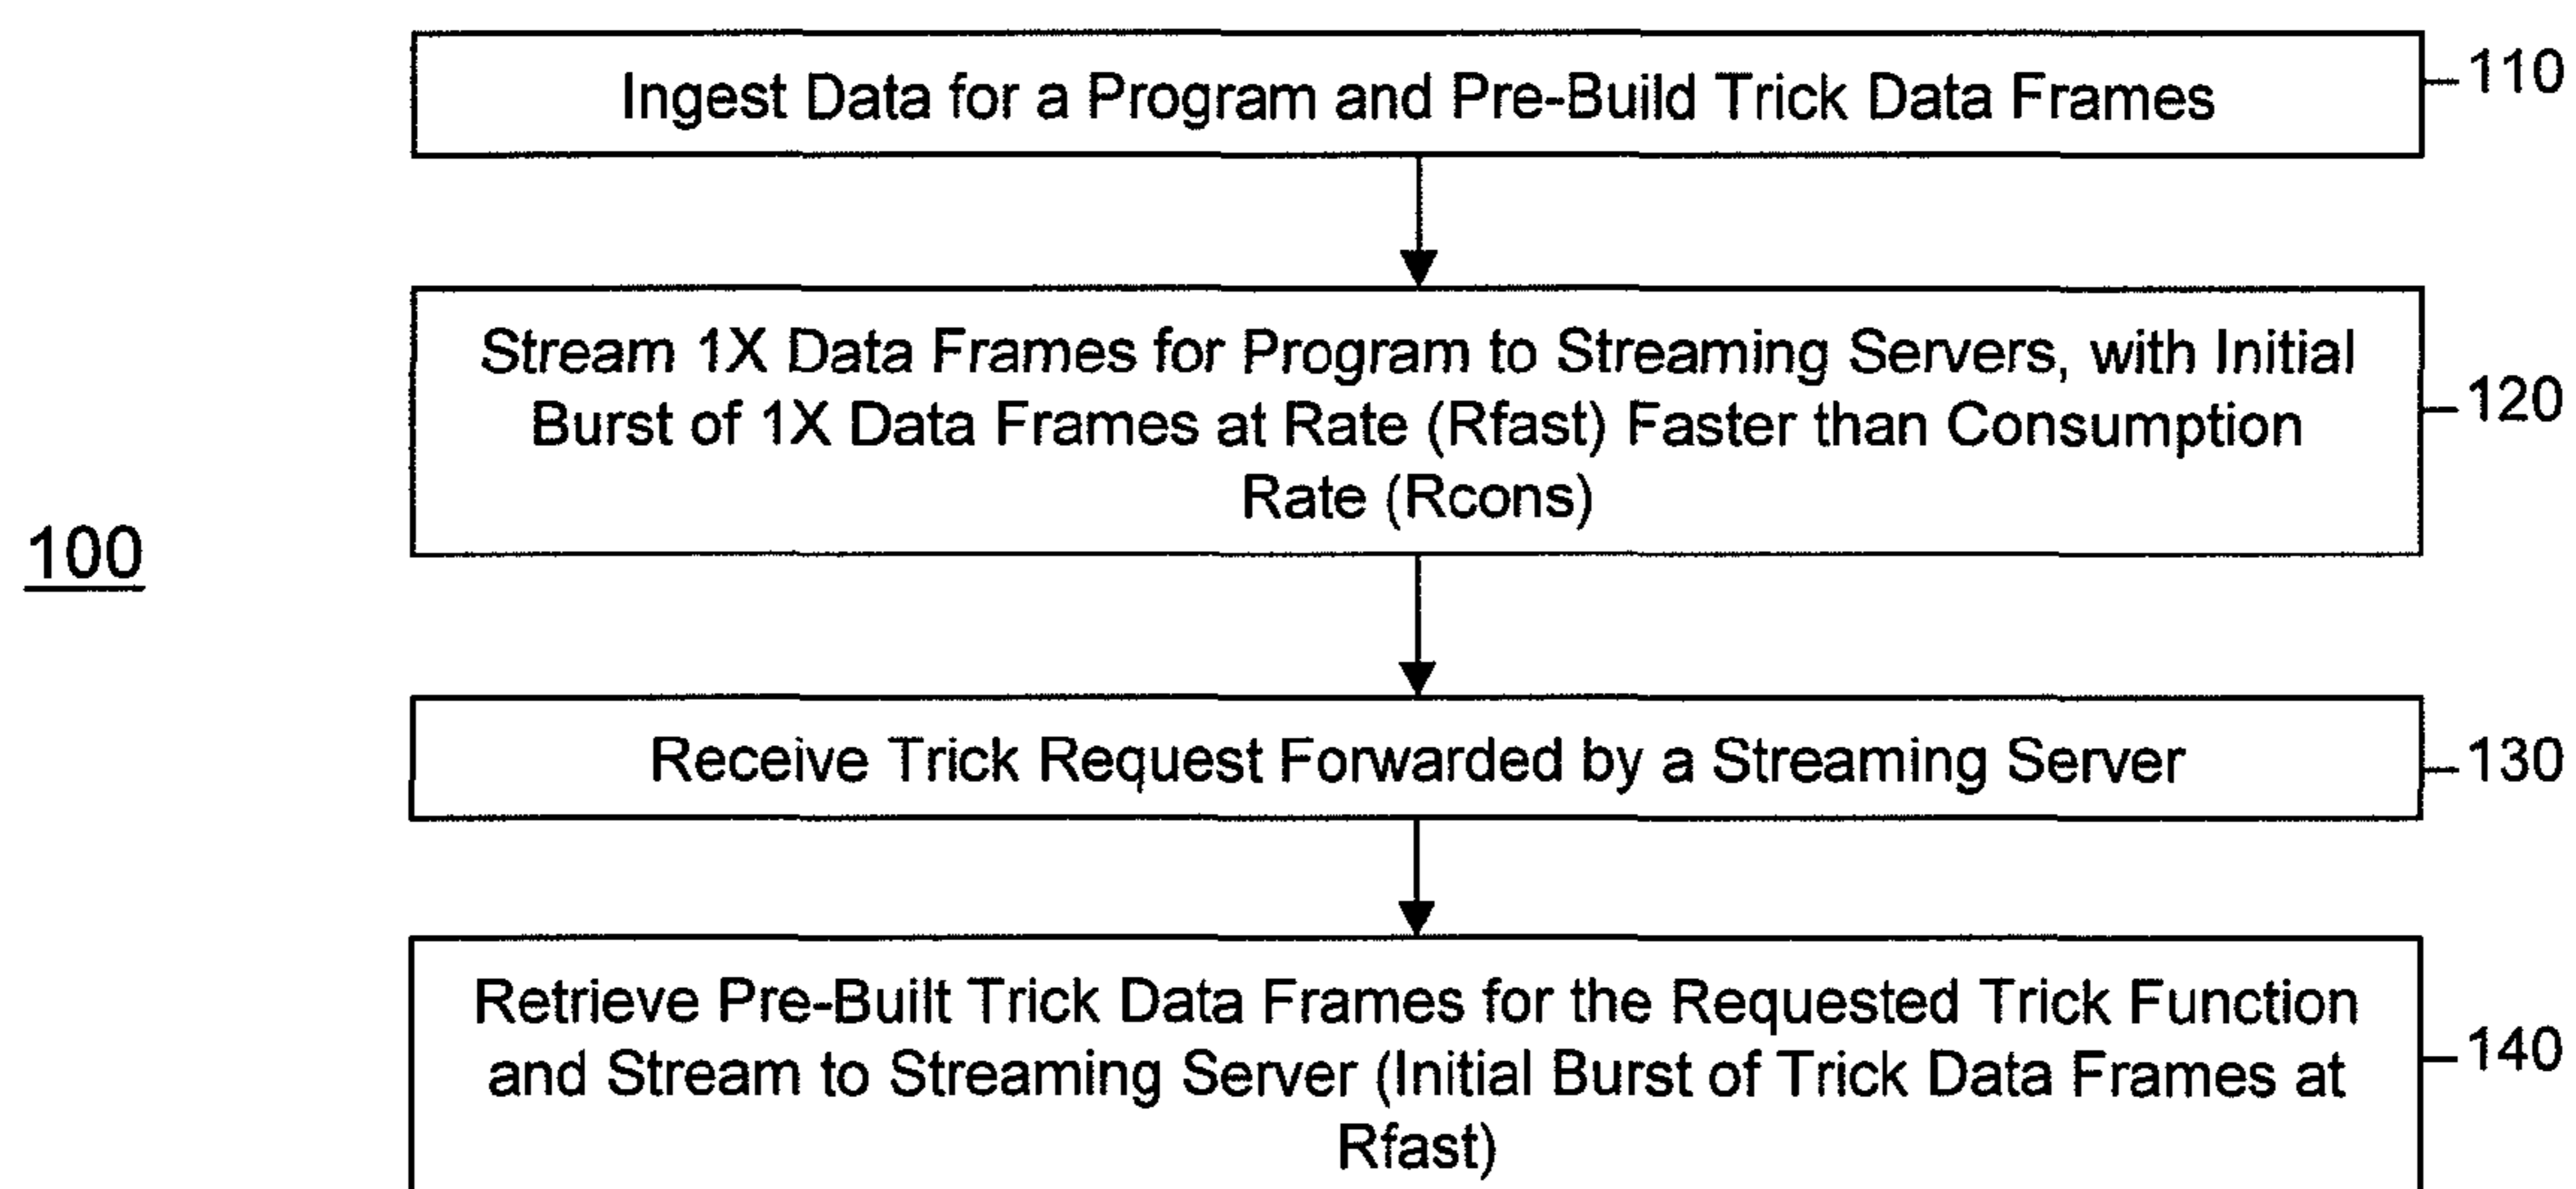 Ingest Data for a Program and Pre-Build Trick Data Frames
110
Stream 1X Data Frames for Program to Streaming Servers, with Initial
Burst of 1X Data Frames at Rate (Rfast) Faster than Consumption
Rate (Rcons)
120
100
Receive Trick Request Forwarded by a Streaming Server
130
Retrieve Pre-Built Trick Data Frames for the Requested Trick Function
and Stream to Streaming Server (Initial Burst of Trick Data Frames at
Rfast)
140